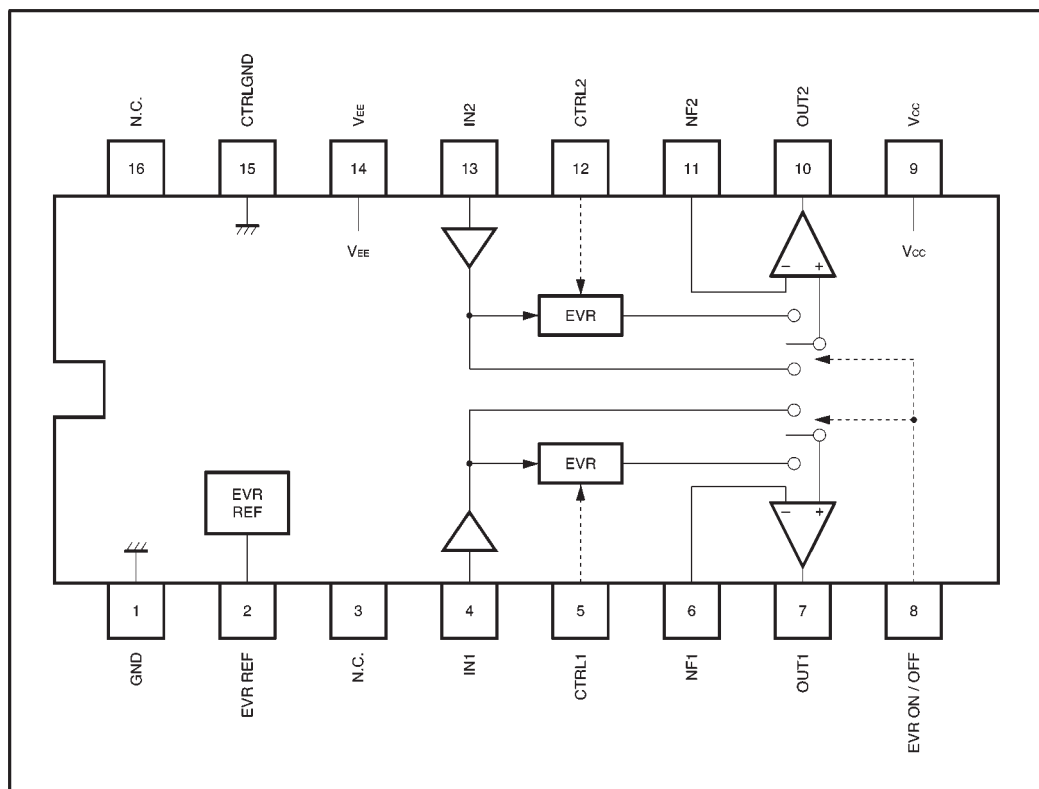 N.C.
CTRLGND
VEE
IN2
CTRL2
NF2
OUT2
VCC
16
15
14
13
12
11
10
9
VEE
VCC
− +
EVR
EVR
EVR
REF
− +
1
2
3
4
5
6
7
8
GND
EVR REF
N.C.
IN1
CTRL1
NF1
OUT1
EVR ON / OFF